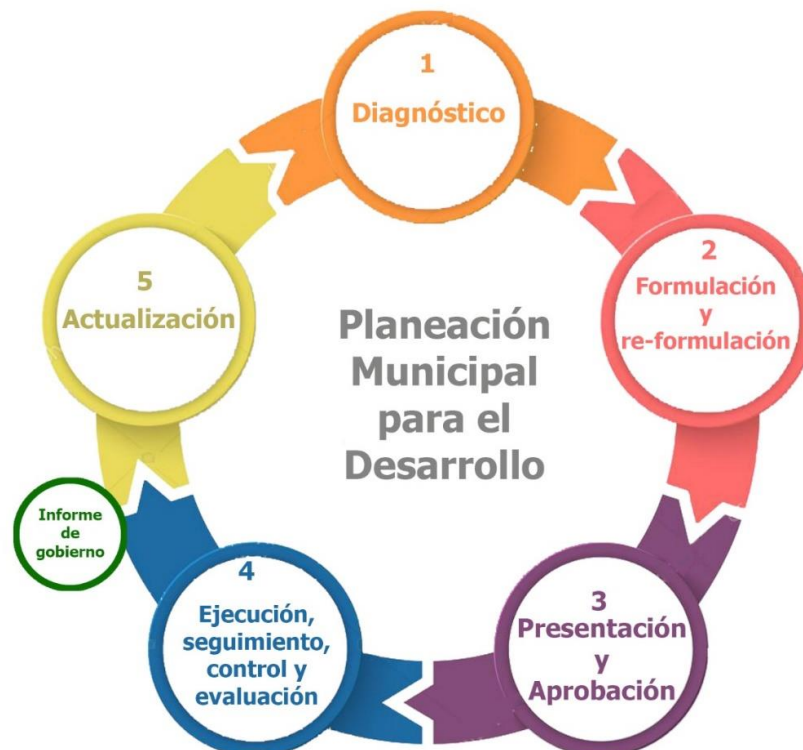 1
Diagnóstico
2
Formulación
y
re-formulación
3
Presentación
y
Aprobación
4
Ejecución,
seguimiento,
control y
evaluación
Informe
de
gobierno
5
Actualización
Planeación
Municipal
para el
Desarrollo